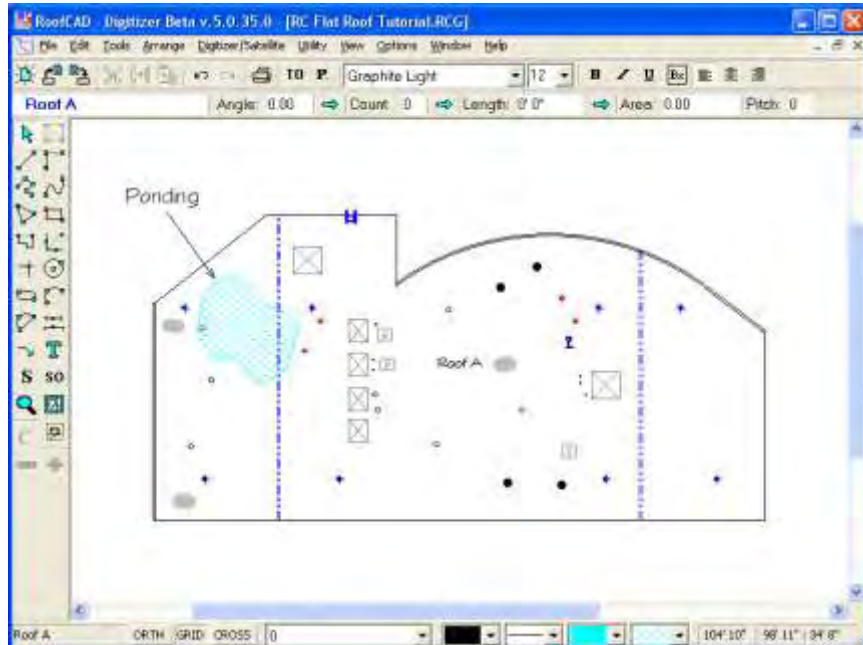 RoofCAD - Digitizer Beta v.5.0.35.0 - [RC Flat Roof Tutorial.RCG]
File Edit Tools Arrange Digitizer/Satellite Utility View Options Window Help
TO P Graphite Light 12 B I U
Roof A Angle: 0.00 Count: 0 Length: 0' 0" Area: 0.00 Pitch: 0
Ponding
Roof A
T
S SO
Roof A ORTH GRID CROSS 0 104' 10" 98' 11" 34' 8"